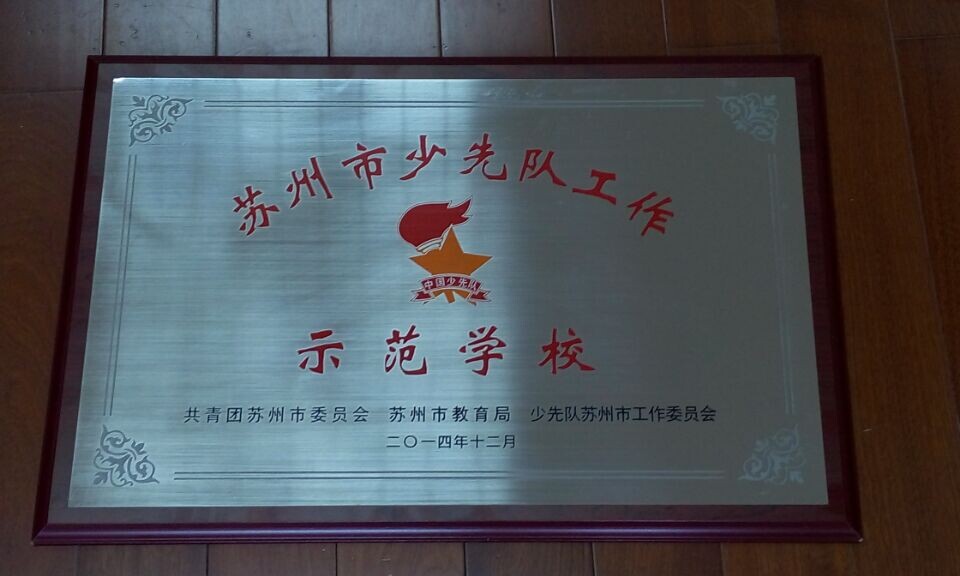 苏州市少先队工作
中国少先队
示范学校
共青团苏州市委员会 苏州市教育局 少先队苏州市工作委员会
二〇一四年十二月